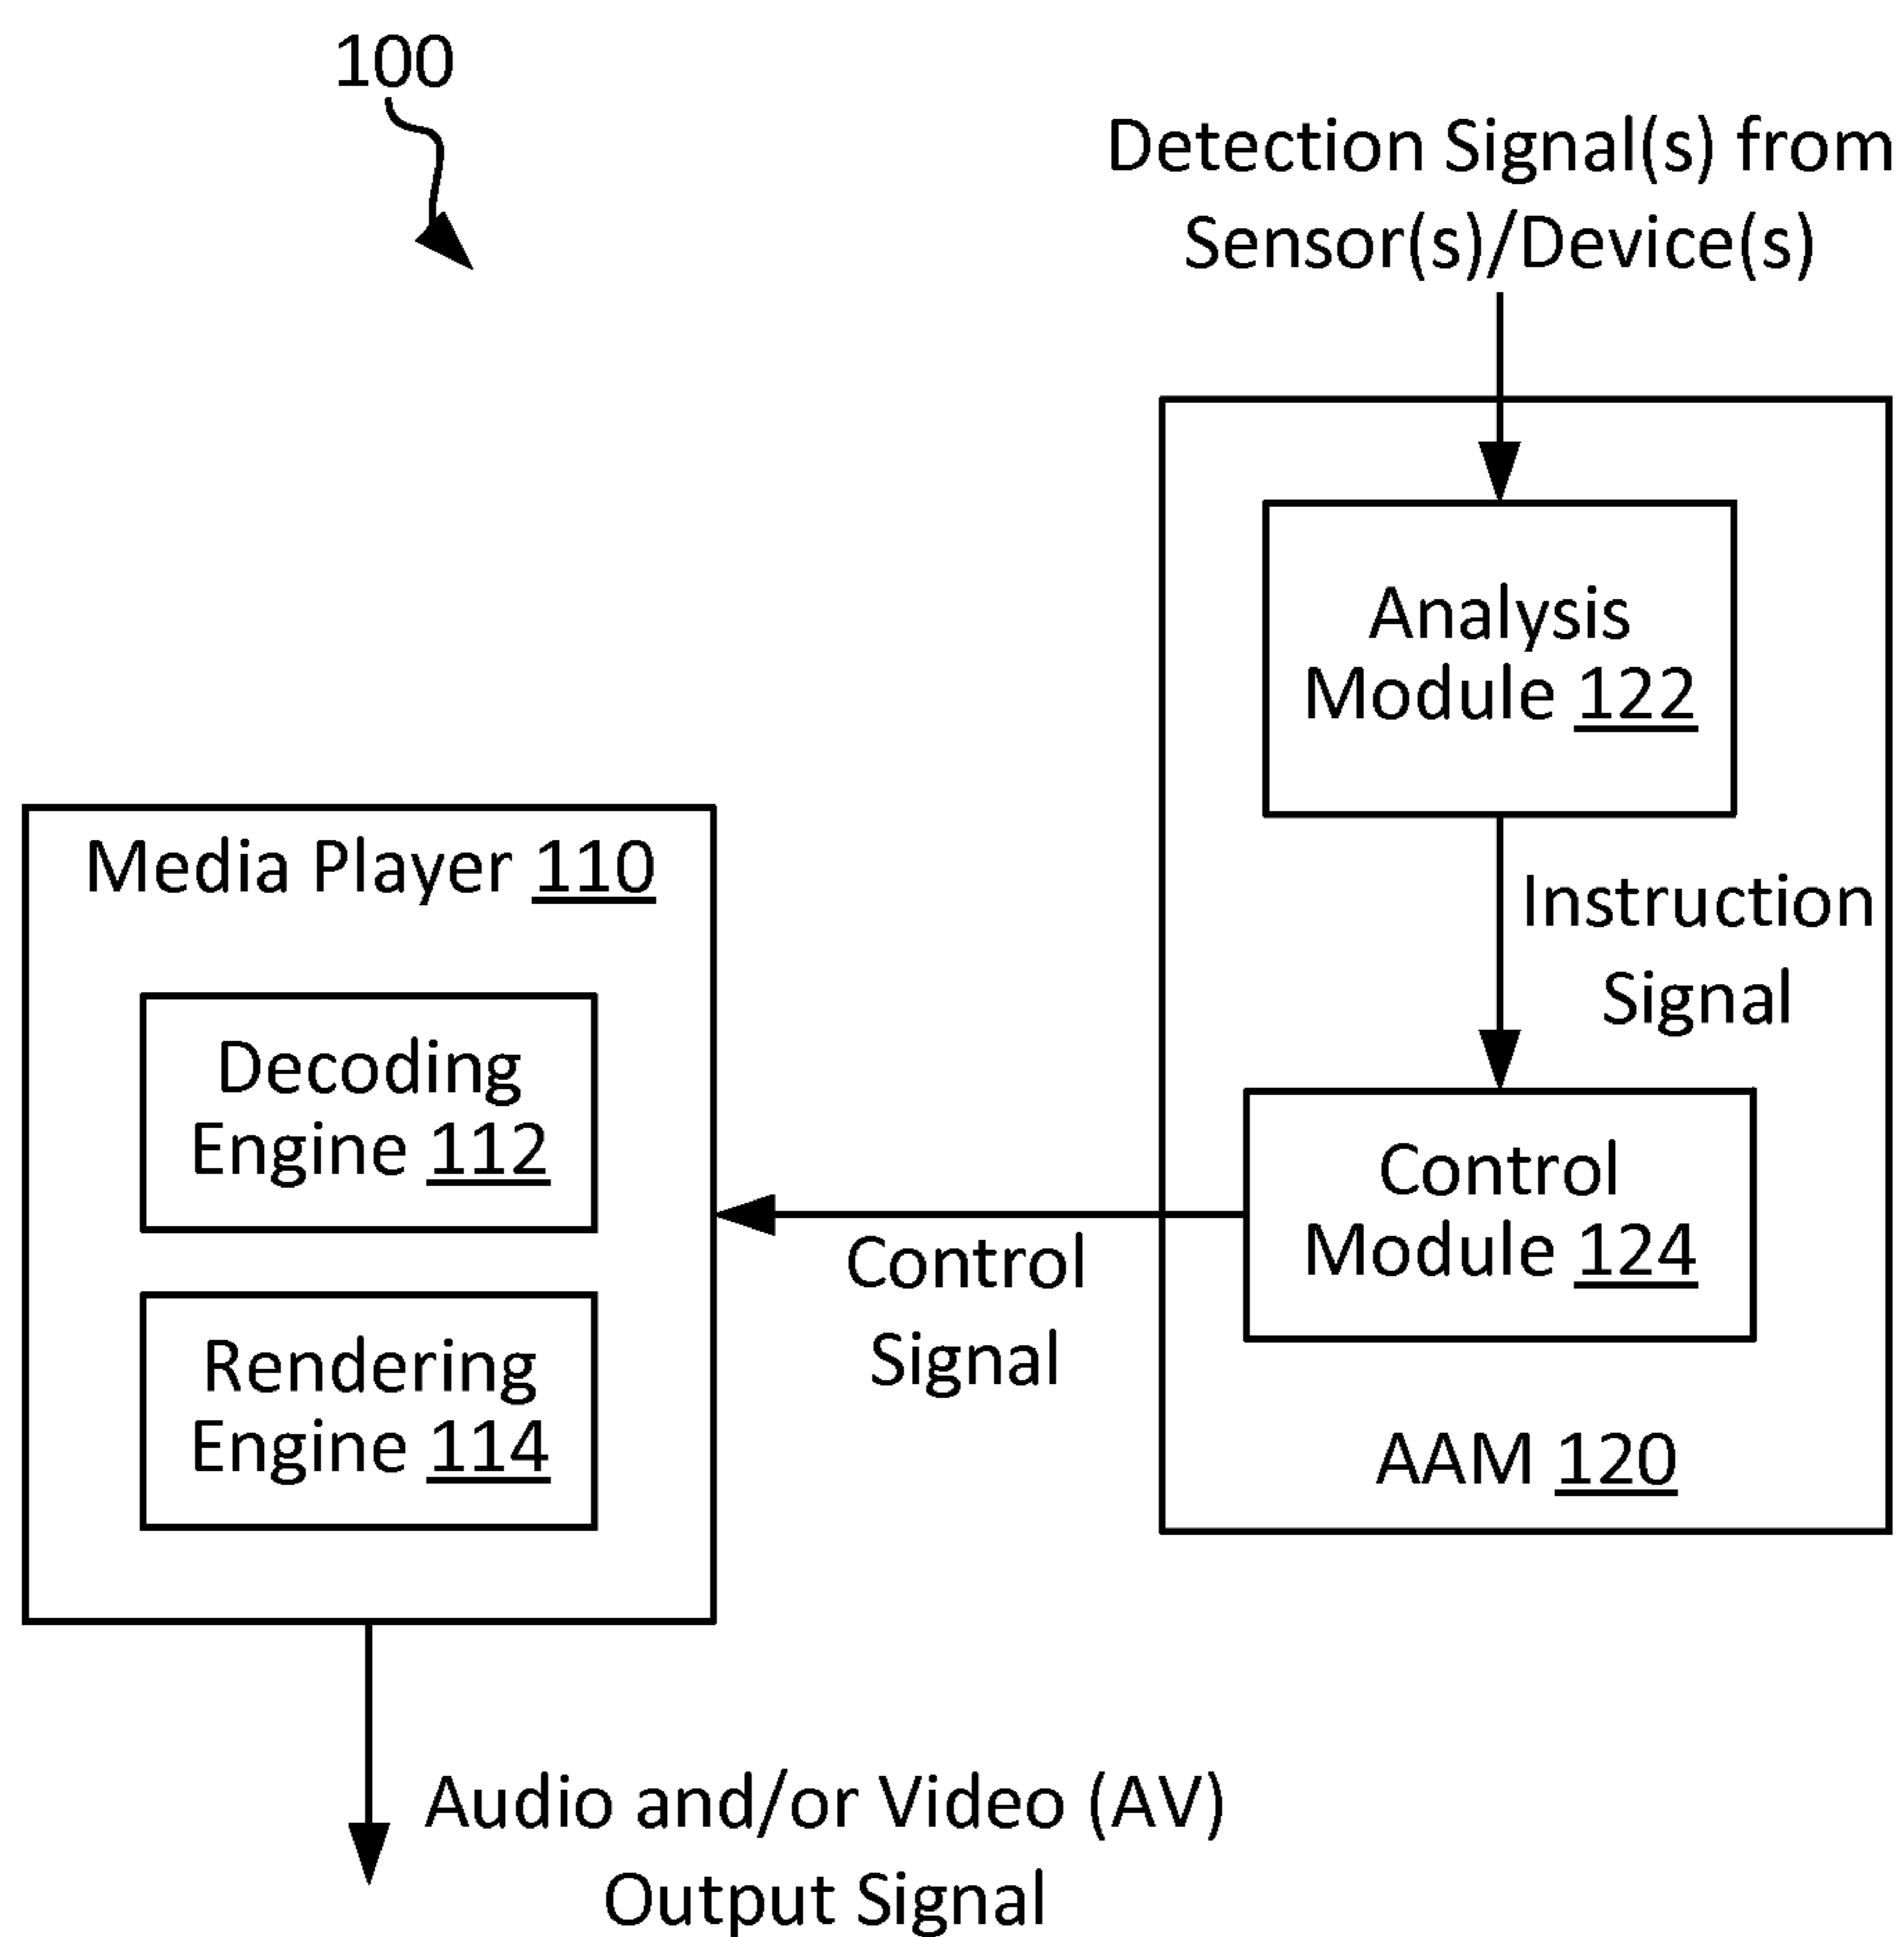 100
Detection Signal(s) from
Sensor(s)/Device(s)
Analysis
Module 122
Instruction
Signal
Control
Module 124
AAM 120
Control
Signal
Media Player 110
Decoding
Engine 112
Rendering
Engine 114
Audio and/or Video (AV)
Output Signal